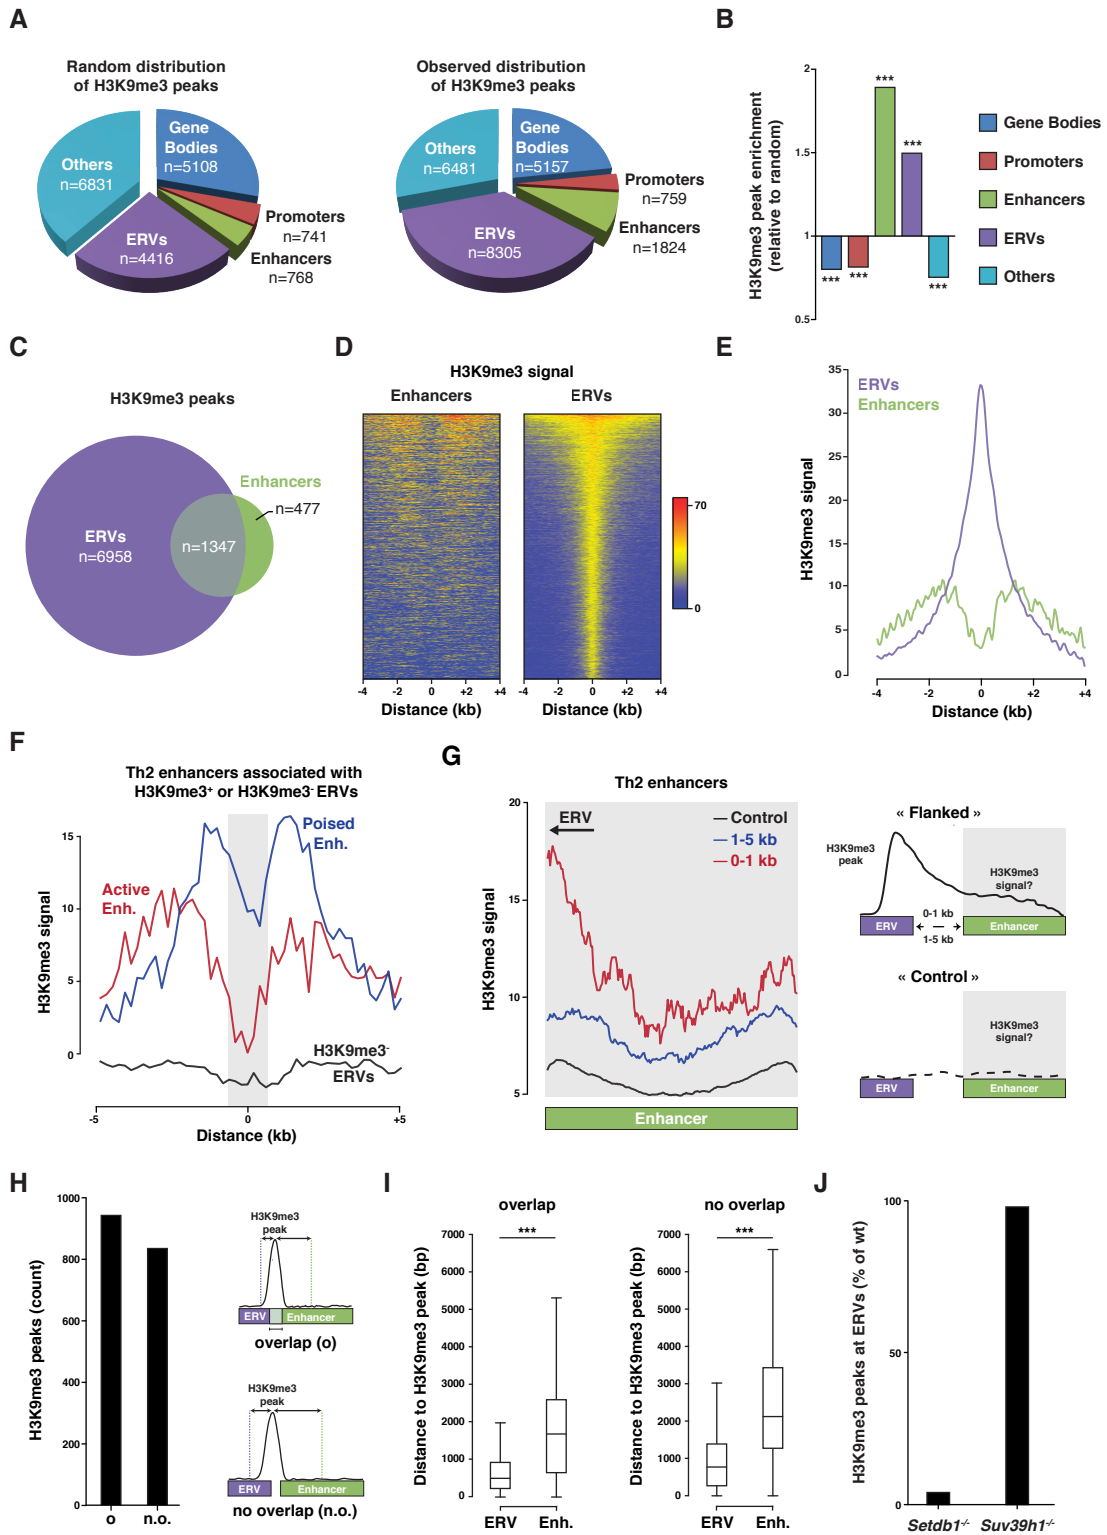 A
Random distribution
of H3K9me3 peaks
Gene
Bodies
n=5108
Others
n=6831
ERVs
n=4416
Promoters
n=741
Enhancers
n=768
Observed distribution
of H3K9me3 peaks
Gene
Bodies
n=5157
Others
n=6481
ERVs
n=8305
Promoters
n=759
Enhancers
n=1824
B
H3K9me3 peak enrichment
(relative to random)
2
1.5
1
0.5
***
***
***
***
***
Gene Bodies
Promoters
Enhancers
ERVs
Others
C
H3K9me3 peaks
ERVs
n=6958
n=1347
Enhancers
n=477
D
H3K9me3 signal
Enhancers
ERVs
-4 -2 0 +2 +4
Distance (kb)
-4 -2 0 +2 +4
Distance (kb)
70
0
E
H3K9me3 signal
35
30
25
20
15
10
5
0
ERVs
Enhancers
-4 -2 0 +2 +4
Distance (kb)
F
Th2 enhancers associated with
H3K9me3+ or H3K9me3- ERVs
H3K9me3 signal
15
10
5
0
Poised
Enh.
Active
Enh.
H3K9me3-
ERVs
-5 0 +5
Distance (kb)
G
Th2 enhancers
H3K9me3 signal
20
15
10
5
ERV
Control
1-5 kb
0-1 kb
Enhancer
« Flanked »
H3K9me3
peak
H3K9me3
signal?
0-1 kb
1-5 kb
ERV
Enhancer
« Control »
H3K9me3
signal?
ERV
Enhancer
H
H3K9me3 peaks (count)
1000
800
600
400
200
0
o n.o.
H3K9me3
peak
ERV
Enhancer
overlap (o)
H3K9me3
peak
ERV
Enhancer
no overlap (n.o.)
I
overlap
Distance to H3K9me3 peak (bp)
7000
6000
5000
4000
3000
2000
1000
0
***
ERV Enh.
no overlap
Distance to H3K9me3 peak (bp)
7000
6000
5000
4000
3000
2000
1000
0
***
ERV Enh.
J
H3K9me3 peaks at ERVs (% of wt)
100
50
0
Setdb1-/- Suv39h1-/-